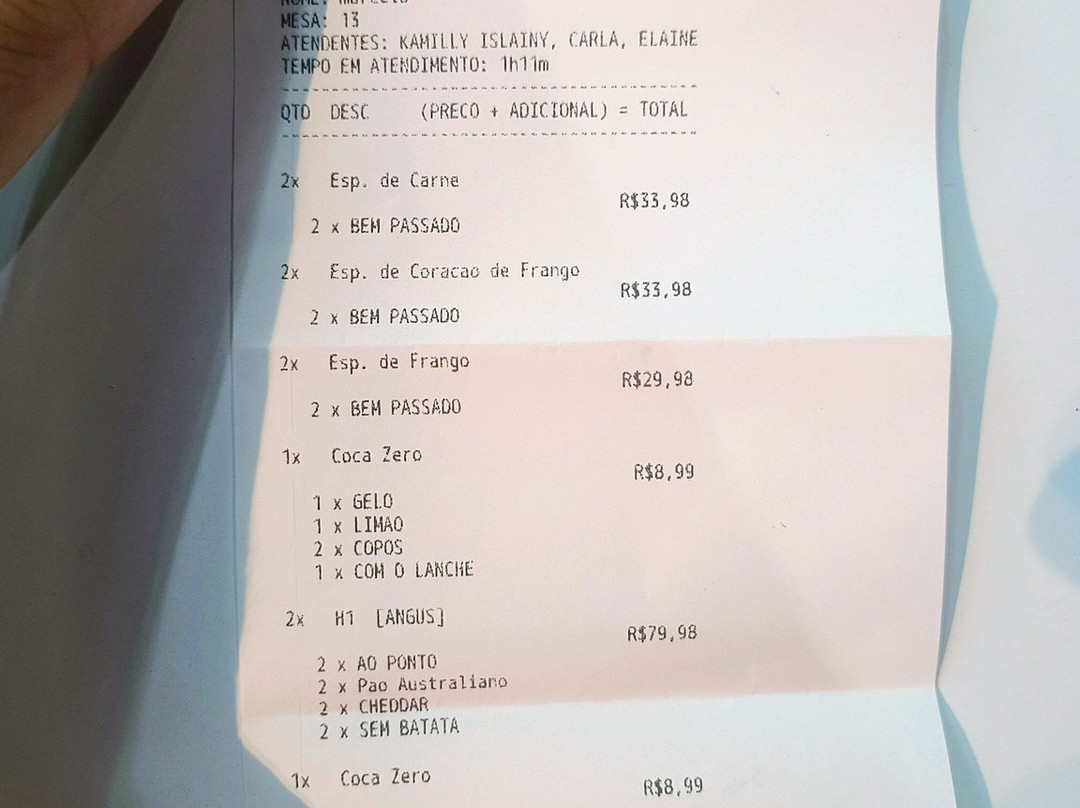 MESA: 13
ATENDENTES: KAMILLY ISLAINY, CARLA, ELAINE
TEMPO EM ATENDIMENTO: 1h11m
QTD DESC (PRECO + ADICIONAL) = TOTAL
2x Esp. de Carne
R$33,98
2 x BEM PASSADO
2x Esp. de Coracao de Frango
R$33,98
2 x BEM PASSADO
2x Esp. de Frango
R$29,98
2 x BEM PASSADO
1x Coca Zero
R$8,99
1 x GELO
1 x LIMAO
2 x COPOS
1 x COM O LANCHE
2x H1 [ANGUS]
R$79,98
2 x AO PONTO
2 x Pao Australiano
2 x CHEDDAR
2 x SEM BATATA
1x Coca Zero
R$8,99